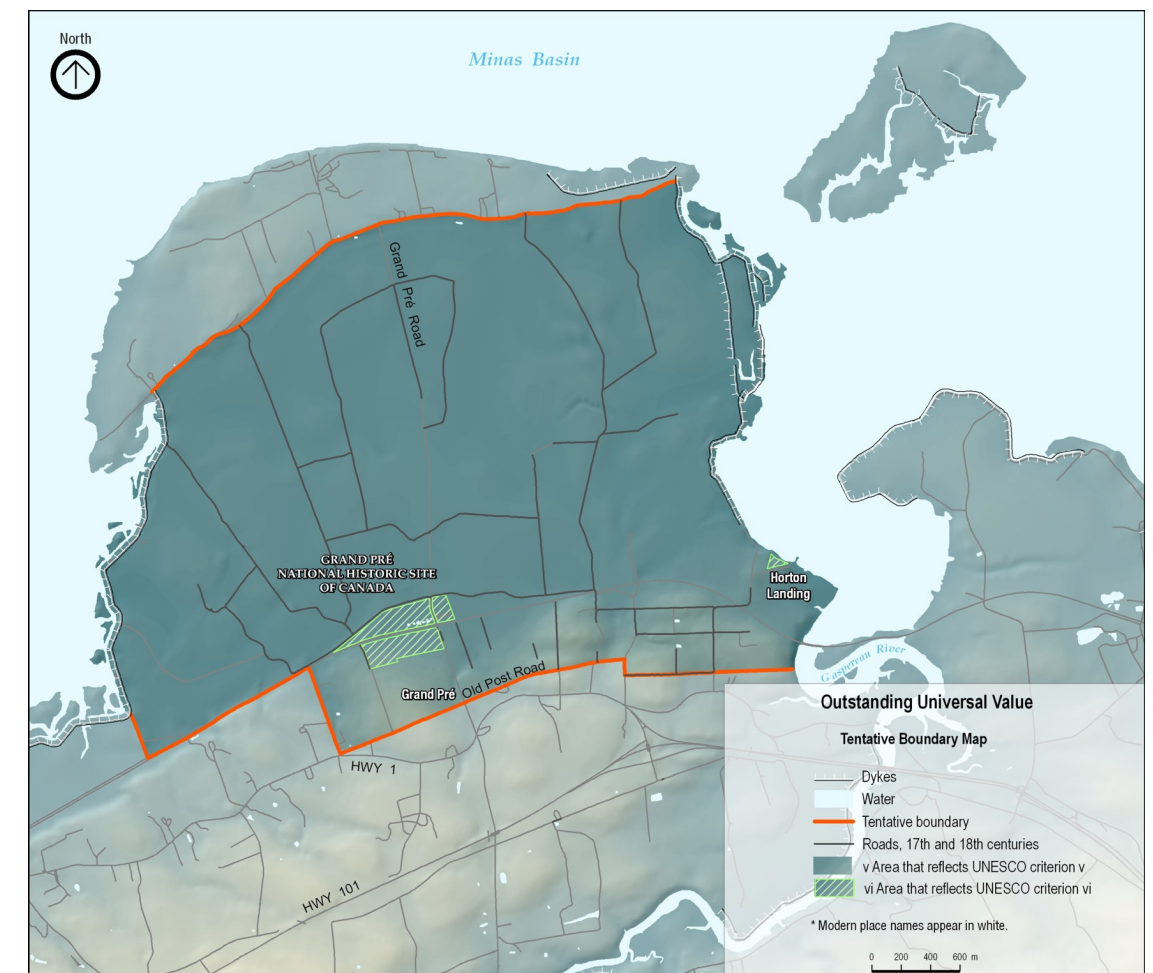 North
Minas Basin
Grand Pré Road
GRAND PRÉ
NATIONAL HISTORIC SITE
OF CANADA
Horton
Landing
Gaspereau River
Grand Pré
Old Post Road
HWY 1
HWY 101
Outstanding Universal Value
Tentative Boundary Map
Dykes
Water
Tentative boundary
Roads, 17th and 18th centuries
v Area that reflects UNESCO criterion v
vi Area that reflects UNESCO criterion vi
* Modern place names appear in white.
0 200 400 600 m